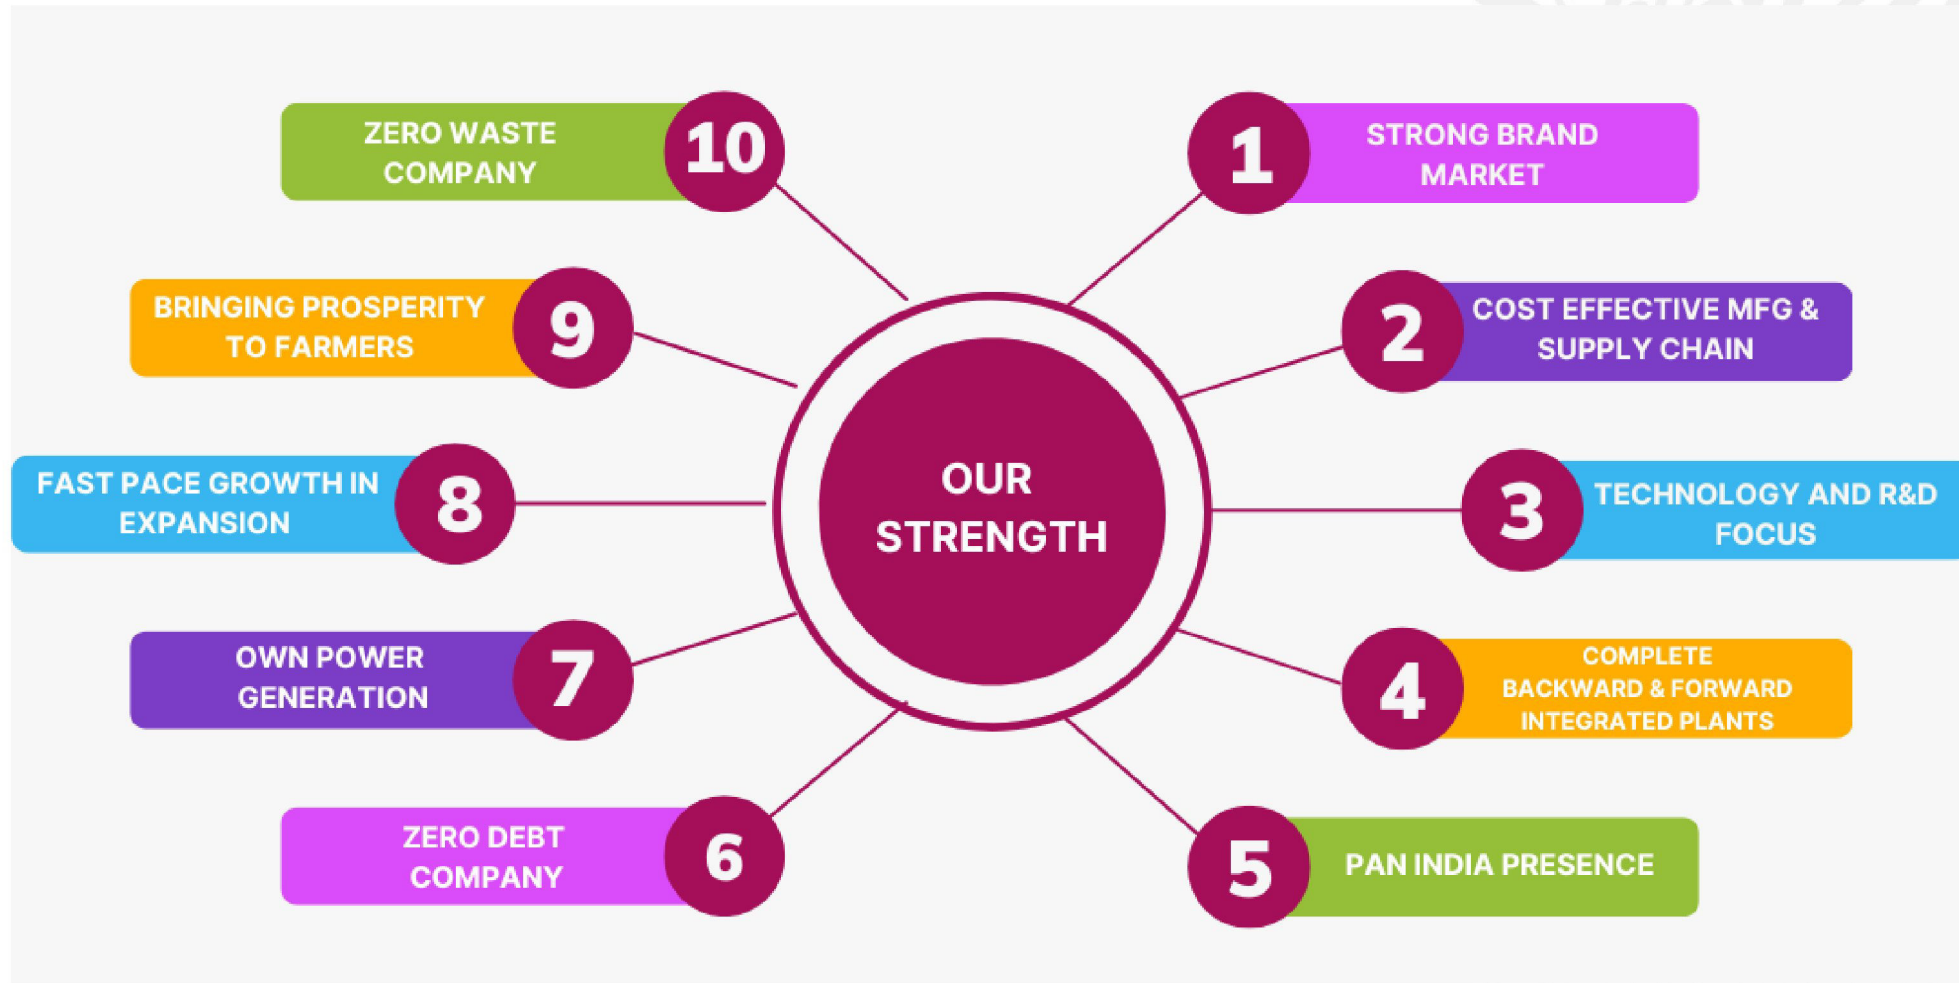 OUR
STRENGTH
1
STRONG BRAND
MARKET
2
COST EFFECTIVE MFG &
SUPPLY CHAIN
3
TECHNOLOGY AND R&D
FOCUS
4
COMPLETE
BACKWARD & FORWARD
INTEGRATED PLANTS
5
PAN INDIA PRESENCE
6
ZERO DEBT
COMPANY
7
OWN POWER
GENERATION
8
FAST PACE GROWTH IN
EXPANSION
9
BRINGING PROSPERITY
TO FARMERS
10
ZERO WASTE
COMPANY